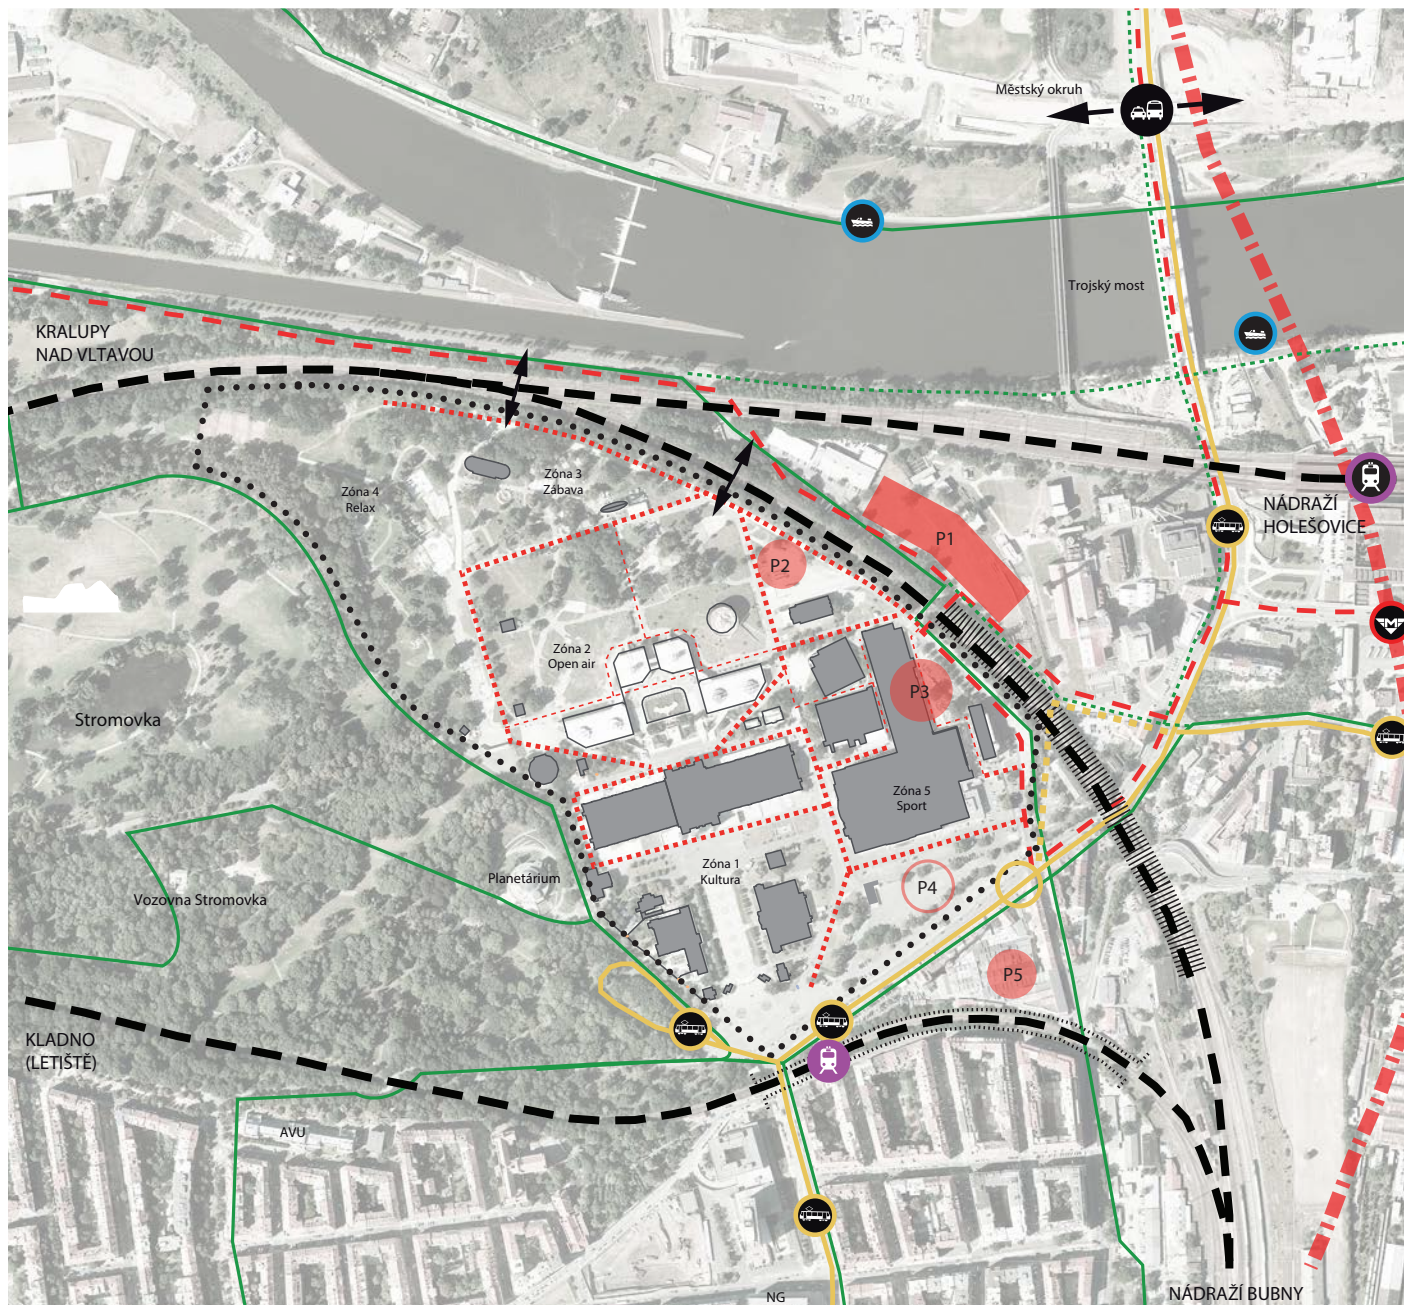 Městský okruh
Trojský most
KRALUPY
NAD VLTAVOU
Zóna 3
Zábava
Zóna 4
Relax
NÁDRAŽÍ
HOLEŠOVICE
P1
P2
M
Zóna 2
Open air
P3
Stromovka
Zóna 5
Sport
Zóna 1
Kultura
Planetárium
P4
Vozovna Stromovka
P5
KLADNO
(LETIŠTĚ)
AVU
NÁDRAŽÍ BUBNY
NG